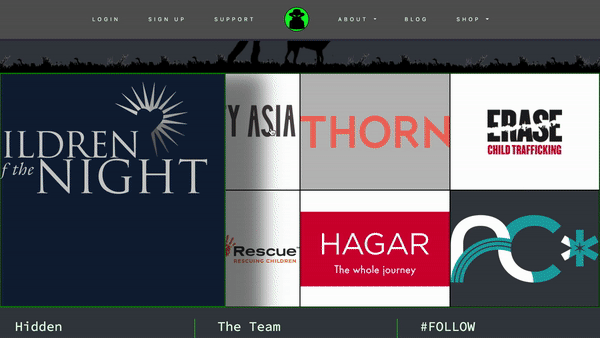 LOGIN
SIGN UP
SUPPORT
ABOUT
BLOG
SHOP
ILDREN
f the NIGHT
Y ASIA
THORN
ERASE
CHILD TRAFFICKING
Rescue
RESCUING CHILDREN
HAGAR
The whole journey
AC*
Hidden
The Team
#FOLLOW